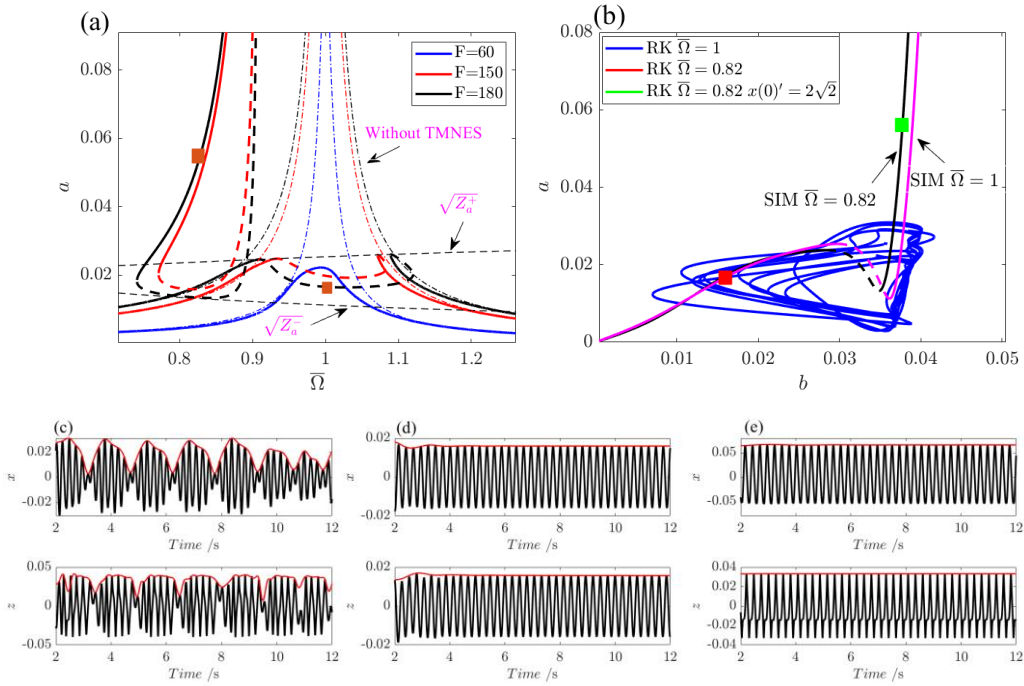 (a)
0.08
0.06
0.04
0.02
a
0.8
0.9
1
1.1
1.2
Ω̅
F=60
F=150
F=180
Without TMNES
√Z_a^+
√Z_a^-
(b)
0.08
0.06
0.04
0.02
0
a
0.01
0.02
0.03
0.04
0.05
b
RK Ω̅ = 1
RK Ω̅ = 0.82
RK Ω̅ = 0.82 x(0)′ = 2√2
SIM Ω̅ = 1
SIM Ω̅ = 0.82
(c)
0.02
0
-0.02
x
2 4 6 8 10 12
Time /s
0.05
0
0.05
z
2 4 6 8 10 12
Time /s
(d)
0.02
0
-0.02
x
2 4 6 8 10 12
Time /s
0.02
0
-0.02
z
2 4 6 8 10 12
Time /s
(e)
0.05
0
-0.05
x
2 4 6 8 10 12
Time /s
0.04
0.02
0
-0.02
0.04
z
2 4 6 8 10 12
Time /s